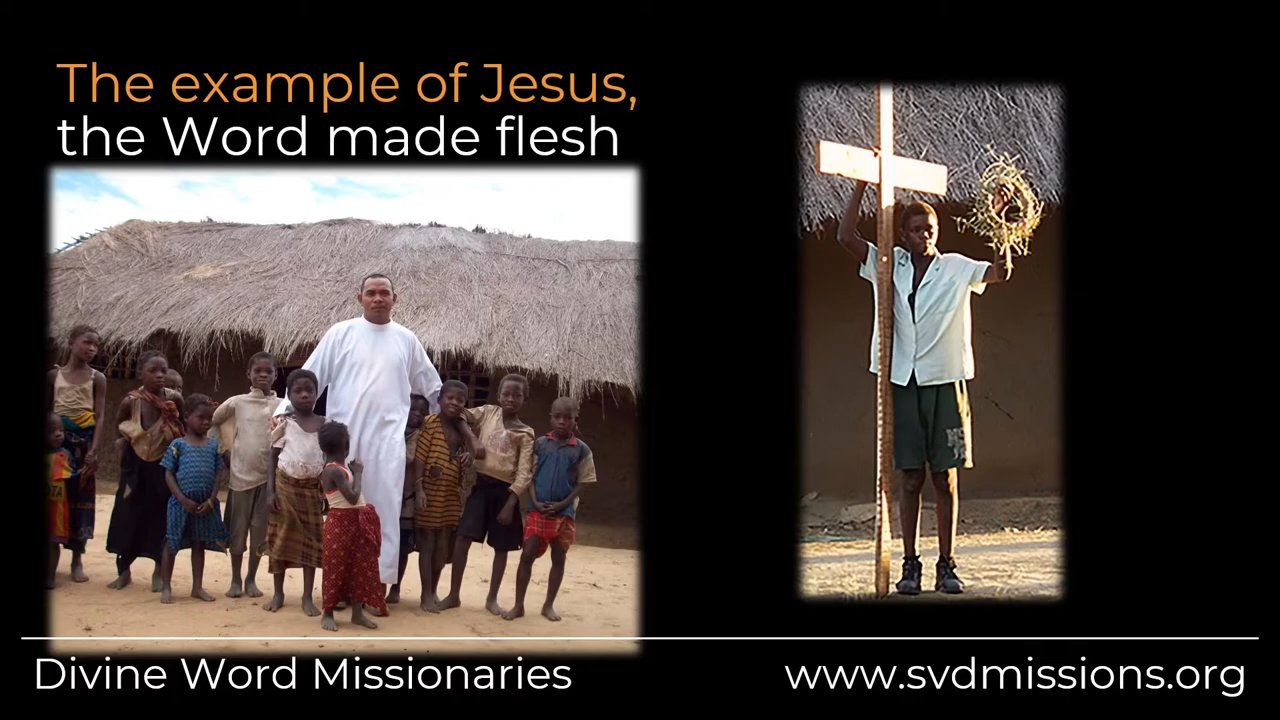 The example of Jesus,
the Word made flesh
Divine Word Missionaries
www.svdmissions.org